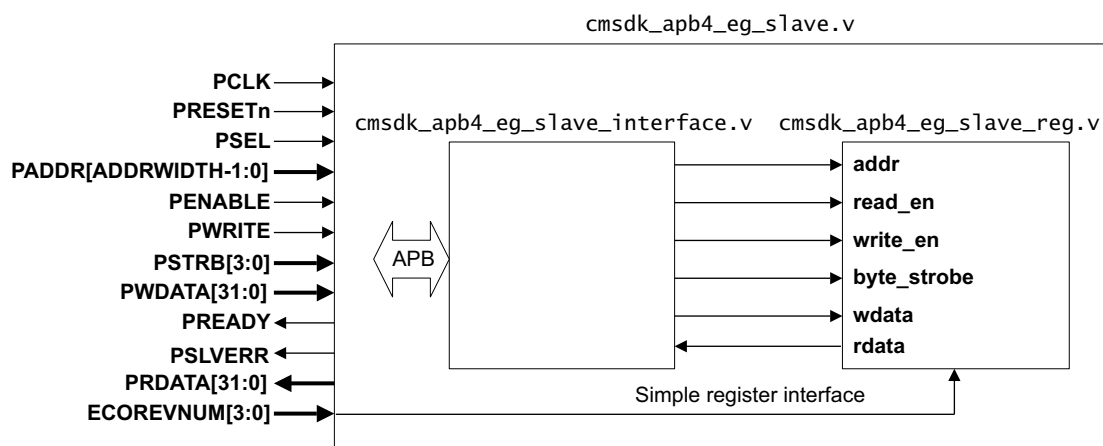 cmsdk_apb4_eg_slave.v
PCLK
PRESETn
PSEL
PADDR[ADDRWIDTH-1:0]
PENABLE
PWRITE
PSTRB[3:0]
PWDATA[31:0]
PREADY
PSLVERR
PRDATA[31:0]
ECOREVNUM[3:0]
cmsdk_apb4_eg_slave_interface.v
APB
cmsdk_apb4_eg_slave_reg.v
addr
read_en
write_en
byte_strobe
wdata
rdata
Simple register interface